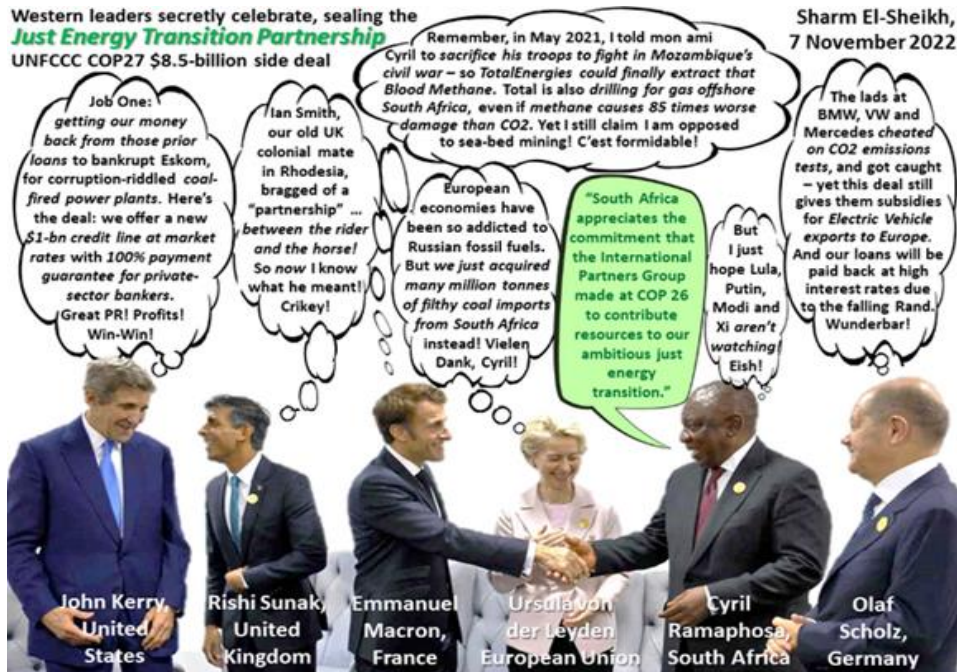 Western leaders secretly celebrate, sealing the
Just Energy Transition Partnership
UNFCCC COP27 $8.5-billion side deal
Sharm El-Sheikh,
7 November 2022
Job One:
getting our money
back from those prior
loans to bankrupt Eskom,
for corruption-riddled coal-
fired power plants. Here's
the deal: we offer a new
$1-bn credit line at market
rates with 100% payment
guarantee for private-
sector bankers.
Great PR! Profits!
Win-Win!
Ian Smith,
our old UK
colonial mate
in Rhodesia,
bragged of a
"partnership" ...
between the rider
and the horse!
So now I know
what he meant!
Crikey!
Remember, in May 2021, I told mon ami
Cyril to sacrifice his troops to fight in Mozambique's
civil war – so TotalEnergies could finally extract that
Blood Methane. Total is also drilling for gas offshore
South Africa, even if methane causes 85 times worse
damage than CO2. Yet I still claim I am opposed
to sea-bed mining! C'est formidable!
European
economies have
been so addicted to
Russian fossil fuels.
But we just acquired
many million tonnes
of filthy coal imports
from South Africa
instead! Vielen
Dank, Cyril!
"South Africa
appreciates the
commitment that
the International
Partners Group
made at COP 26
to contribute
resources to our
ambitious just
energy
transition."
But
I just
hope Lula,
Putin,
Modi and
Xi aren't
watching!
Eish!
The lads at
BMW, VW and
Mercedes cheated
on CO2 emissions
tests, and got caught
– yet this deal still
gives them subsidies
for Electric Vehicle
exports to Europe.
And our loans will be
paid back at high
interest rates due
to the falling Rand.
Wunderbar!
John Kerry,
United
States
Rishi Sunak,
United
Kingdom
Emmanuel
Macron,
France
Ursula von
der Leyden
European Union
Cyril
Ramaphosa,
South Africa
Olaf
Scholz,
Germany